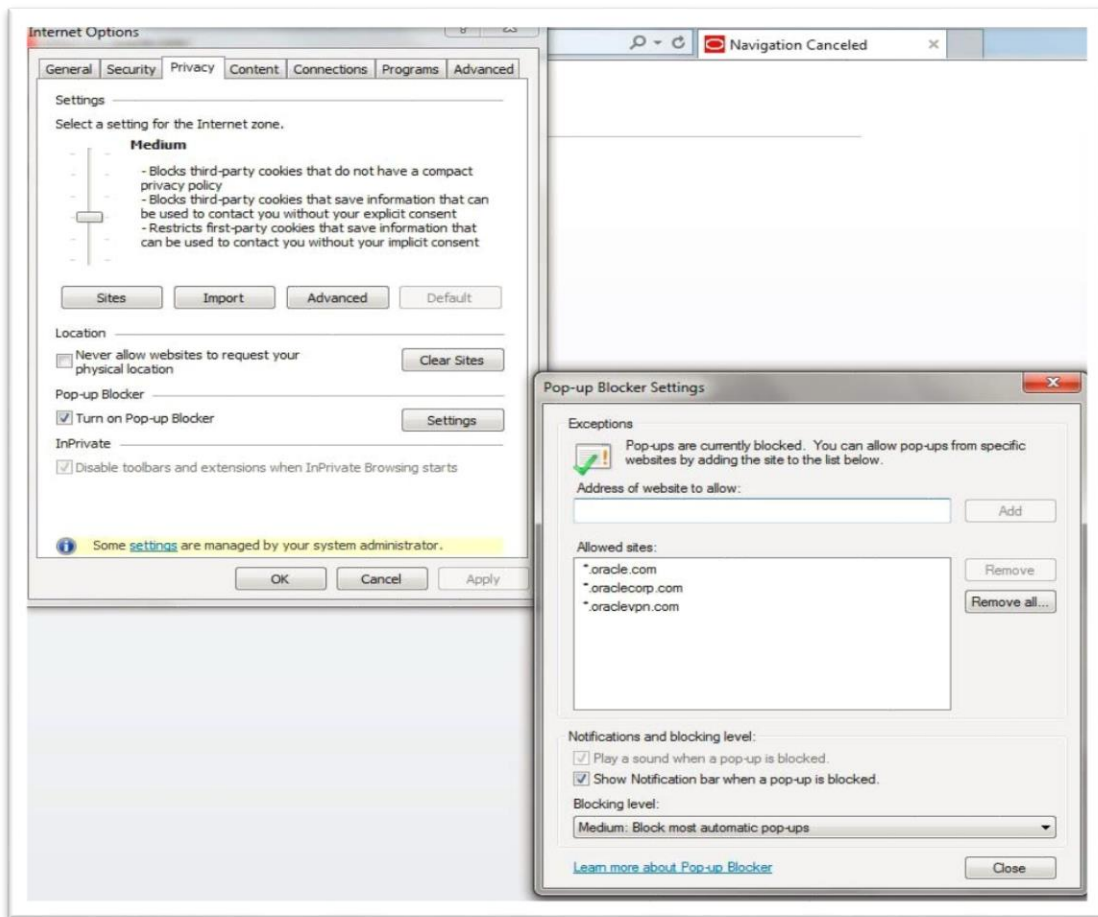 Internet Options
Navigation Canceled
General Security Privacy Content Connections Programs Advanced
Settings
Select a setting for the Internet zone.
Medium
- Blocks third-party cookies that do not have a compact
privacy policy
- Blocks third-party cookies that save information that can
be used to contact you without your explicit consent
- Restricts first-party cookies that save information that
can be used to contact you without your implicit consent
Sites Import Advanced Default
Location
Never allow websites to request your
physical location
Clear Sites
Pop-up Blocker
Turn on Pop-up Blocker
Settings
InPrivate
Disable toolbars and extensions when InPrivate Browsing starts
Some settings are managed by your system administrator.
OK Cancel Apply
Pop-up Blocker Settings
Exceptions
Pop-ups are currently blocked. You can allow pop-ups from specific
websites by adding the site to the list below.
Address of website to allow:
Add
Allowed sites:
*.oracle.com
*.oraclecorp.com
*.oraclevpn.com
Remove
Remove all...
Notifications and blocking level:
Play a sound when a pop-up is blocked.
Show Notification bar when a pop-up is blocked.
Blocking level:
Medium: Block most automatic pop-ups
Learn more about Pop-up Blocker
Close